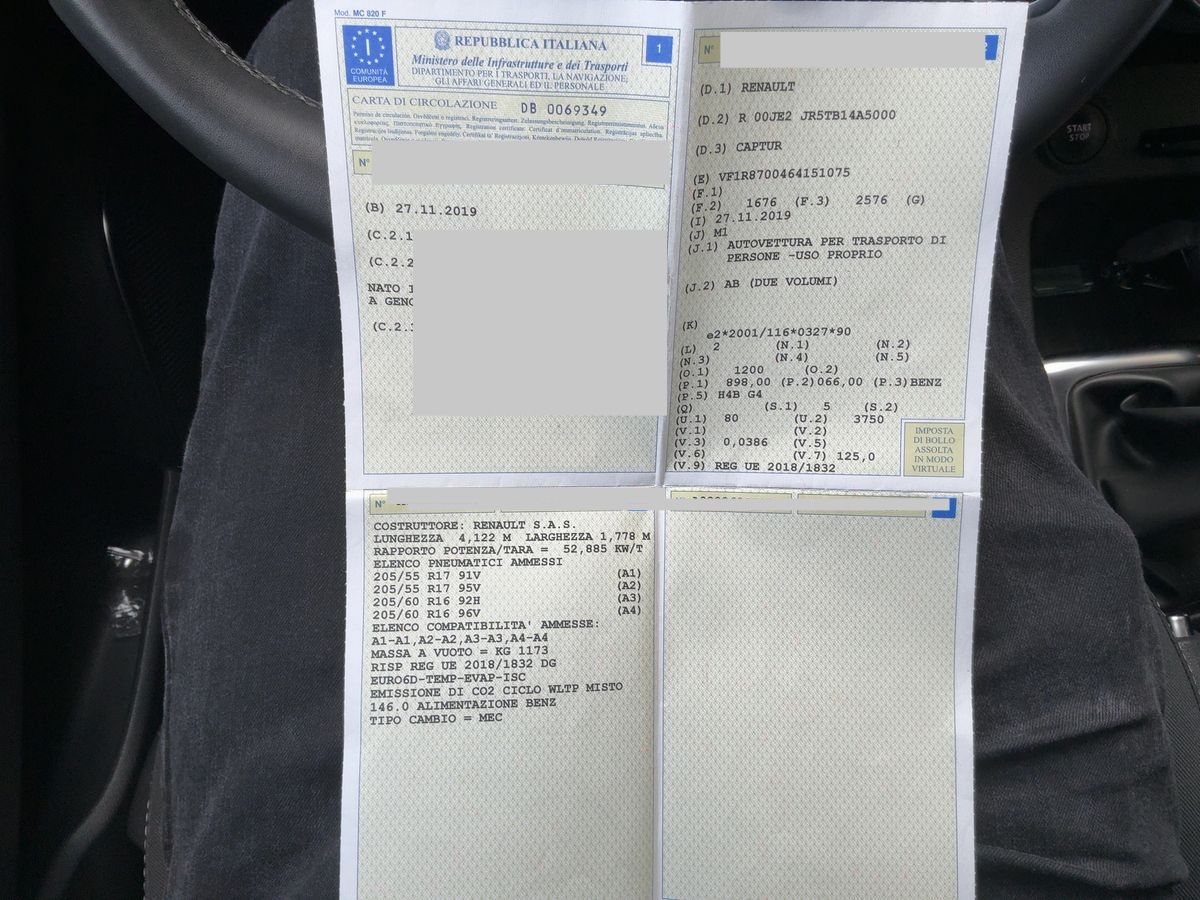 Mod. MC 820 F
I
COMUNITÀ
EUROPEA
REPUBBLICA ITALIANA
Ministero delle Infrastrutture e dei Trasporti
DIPARTIMENTO PER I TRASPORTI, LA NAVIGAZIONE,
GLI AFFARI GENERALI ED IL PERSONALE
1
CARTA DI CIRCOLAZIONE DB 0069349
N°
(B) 27.11.2019
(C.2.1
(C.2.2
NATO
A GENO
(C.2.3
N°
(D.1) RENAULT
(D.2) R 00JE2 JR5TB14A5000
(D.3) CAPTUR
(E) VF1R8700464151075
(F.1)
(F.2) 1676 (F.3) 2576 (G)
(I) 27.11.2019
(J) M1
(J.1) AUTOVETTURA PER TRASPORTO DI
PERSONE -USO PROPRIO
(J.2) AB (DUE VOLUMI)
(K) e2*2001/116*0327*90
(L) 2 (N.1) (N.2)
(N.3) (N.4) (N.5)
(O.1) 1200 (O.2)
(P.1) 898,00 (P.2)066,00 (P.3)BENZ
(P.5) H4B G4
(Q) (S.1) 5 (S.2)
(U.1) 80 (U.2) 3750
(V.1) (V.2)
(V.3) 0,0386 (V.5)
(V.6) (V.7) 125,0
(V.9) REG UE 2018/1832
IMPOSTA
DI BOLLO
ASSOLTA
IN MODO
VIRTUALE
N°
COSTRUTTORE: RENAULT S.A.S.
LUNGHEZZA 4,122 M LARGHEZZA 1,778 M
RAPPORTO POTENZA/TARA = 52,885 KW/T
ELENCO PNEUMATICI AMMESSI
205/55 R17 91V (A1)
205/55 R17 95V (A2)
205/60 R16 92H (A3)
205/60 R16 96V (A4)
ELENCO COMPATIBILITA' AMMESSE:
A1-A1,A2-A2,A3-A3,A4-A4
MASSA A VUOTO = KG 1173
RISP REG UE 2018/1832 DG
EURO6D-TEMP-EVAP-ISC
EMISSIONE DI CO2 CICLO WLTP MISTO
146.0 ALIMENTAZIONE BENZ
TIPO CAMBIO = MEC
START
STOP